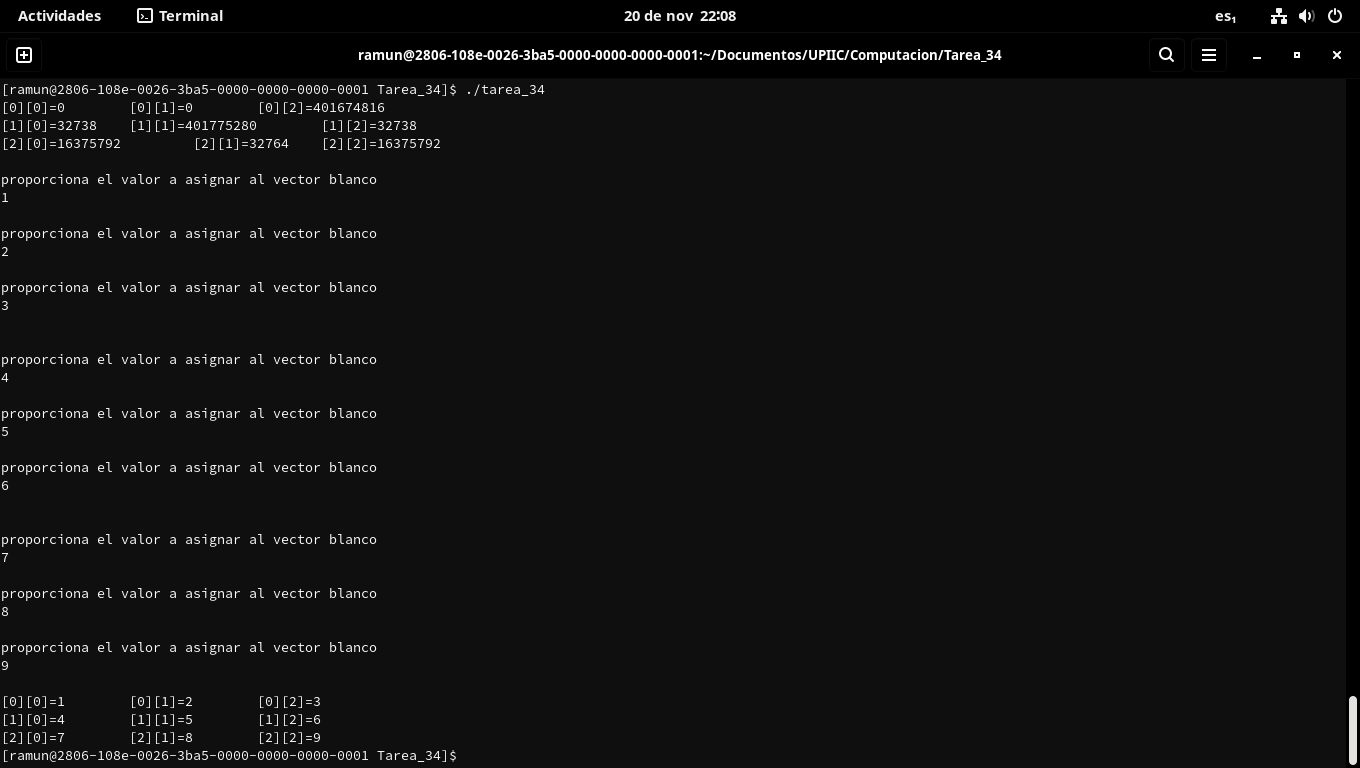 Actividades Terminal 20 de nov 22:08 es₁
ramun@2806-108e-0026-3ba5-0000-0000-0000-0001:~/Documentos/UPIIC/Computacion/Tarea_34
[ramun@2806-108e-0026-3ba5-0000-0000-0000-0001 Tarea_34]$ ./tarea_34
[0][0]=0 [0][1]=0 [0][2]=401674816
[1][0]=32738 [1][1]=401775280 [1][2]=32738
[2][0]=16375792 [2][1]=32764 [2][2]=16375792
proporciona el valor a asignar al vector blanco
1
proporciona el valor a asignar al vector blanco
2
proporciona el valor a asignar al vector blanco
3
proporciona el valor a asignar al vector blanco
4
proporciona el valor a asignar al vector blanco
5
proporciona el valor a asignar al vector blanco
6
proporciona el valor a asignar al vector blanco
7
proporciona el valor a asignar al vector blanco
8
proporciona el valor a asignar al vector blanco
9
[0][0]=1 [0][1]=2 [0][2]=3
[1][0]=4 [1][1]=5 [1][2]=6
[2][0]=7 [2][1]=8 [2][2]=9
[ramun@2806-108e-0026-3ba5-0000-0000-0000-0001 Tarea_34]$